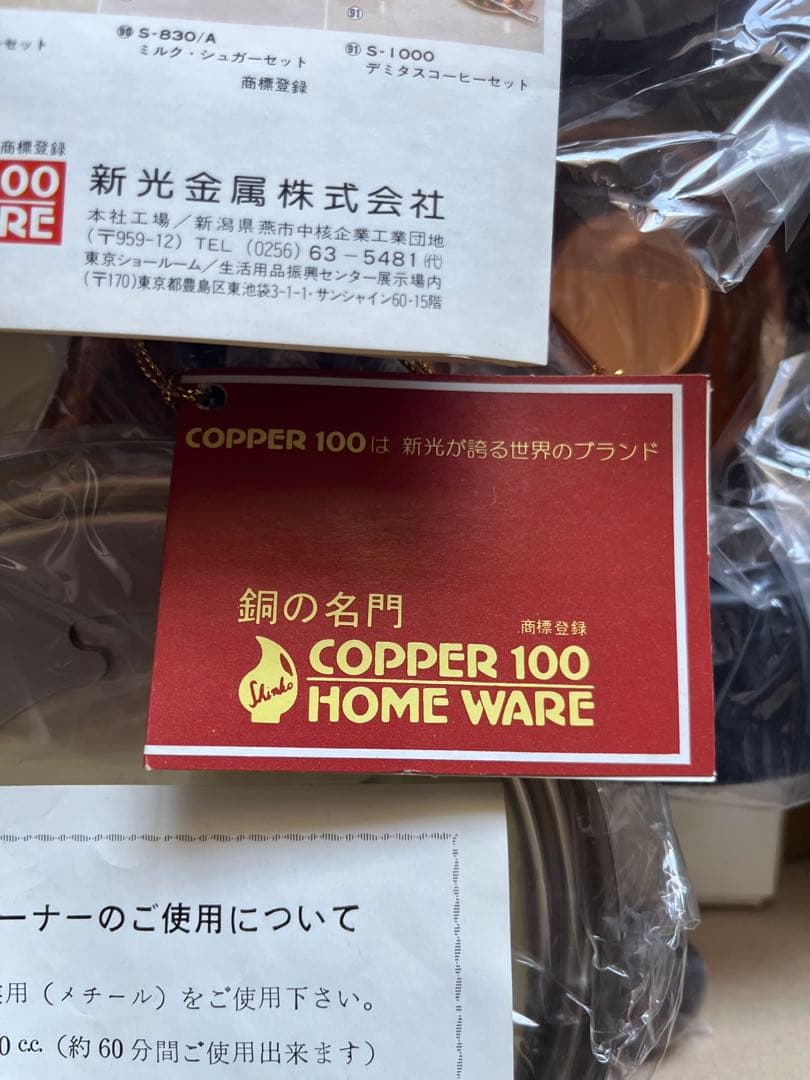 ㊿ S-830/A
ミルク・シュガーセット
S-1000
デミタスコーヒーセット
セット
商標登録
商標登録
00
RE
新光金属株式会社
本社工場／新潟県燕市中核企業工業団地
(〒959-12) TEL (0256) 63-5481 ㈹
東京ショールーム／生活用品振興センター展示場内
(〒170)東京都豊島区東池袋3-1-1・サンシャイン60・15階
COPPER 100は 新光が誇る世界のブランド
銅の名門
商標登録
Shinko
COPPER 100
HOME WARE
ーナーのご使用について
用（メチール）をご使用下さい。
0 c.c.（約60分間ご使用出来ます）